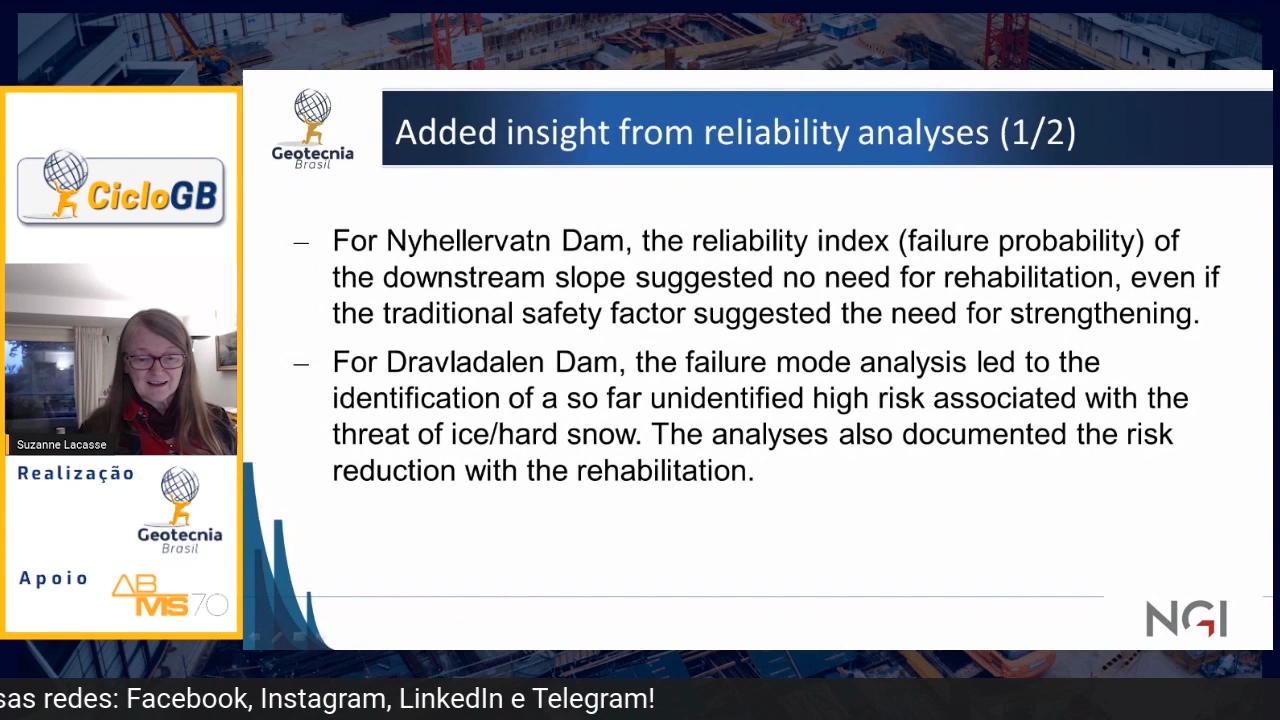 Geotecnia
Brasil
Added insight from reliability analyses (1/2)
CicloGB
– For Nyhellervatn Dam, the reliability index (failure probability) of
the downstream slope suggested no need for rehabilitation, even if
the traditional safety factor suggested the need for strengthening.
– For Dravladalen Dam, the failure mode analysis led to the
identification of a so far unidentified high risk associated with the
threat of ice/hard snow. The analyses also documented the risk
reduction with the rehabilitation.
Suzanne Lacasse
Realização
Geotecnia
Brasil
Apoio
ABMS70
NGI
sas redes: Facebook, Instagram, LinkedIn e Telegram!